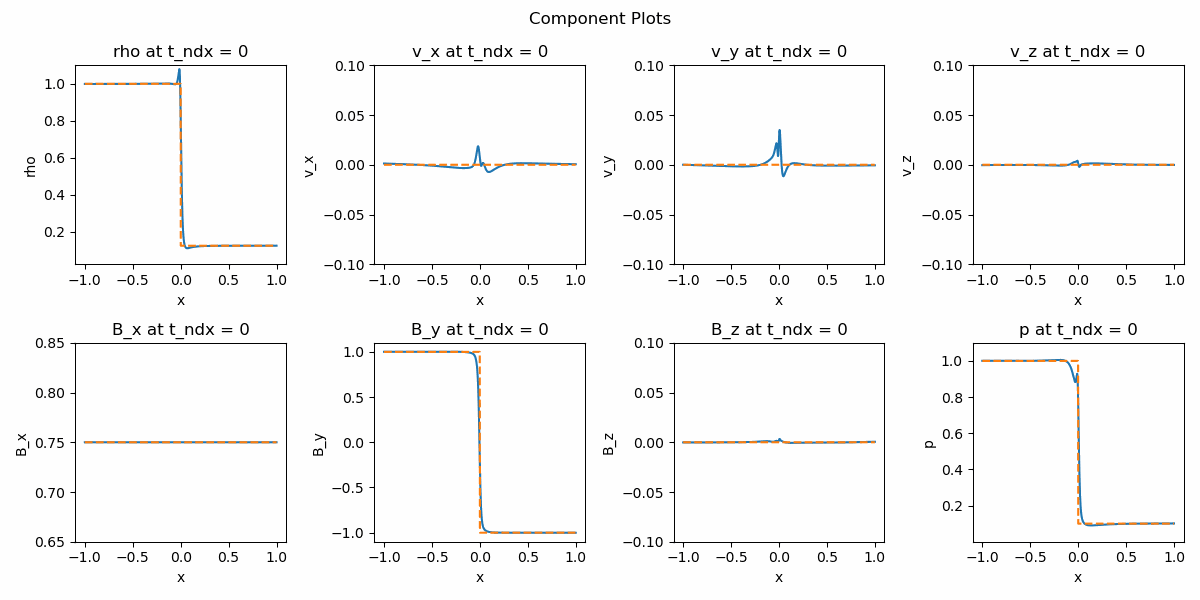 Component Plots
rho at t_ndx = 0
v_x at t_ndx = 0
v_y at t_ndx = 0
v_z at t_ndx = 0
rho
1.0
0.8
0.6
0.4
0.2
−1.0 −0.5 0.0 0.5 1.0
x
v_x
0.10
0.05
0.00
−0.05
−0.10
−1.0 −0.5 0.0 0.5 1.0
x
v_y
0.10
0.05
0.00
−0.05
−0.10
−1.0 −0.5 0.0 0.5 1.0
x
v_z
0.10
0.05
0.00
−0.05
−0.10
−1.0 −0.5 0.0 0.5 1.0
x
B_x at t_ndx = 0
B_y at t_ndx = 0
B_z at t_ndx = 0
p at t_ndx = 0
B_x
0.85
0.80
0.75
0.70
0.65
−1.0 −0.5 0.0 0.5 1.0
x
B_y
1.0
0.5
0.0
−0.5
−1.0
−1.0 −0.5 0.0 0.5 1.0
x
B_z
0.10
0.05
0.00
−0.05
−0.10
−1.0 −0.5 0.0 0.5 1.0
x
p
1.0
0.8
0.6
0.4
0.2
−1.0 −0.5 0.0 0.5 1.0
x